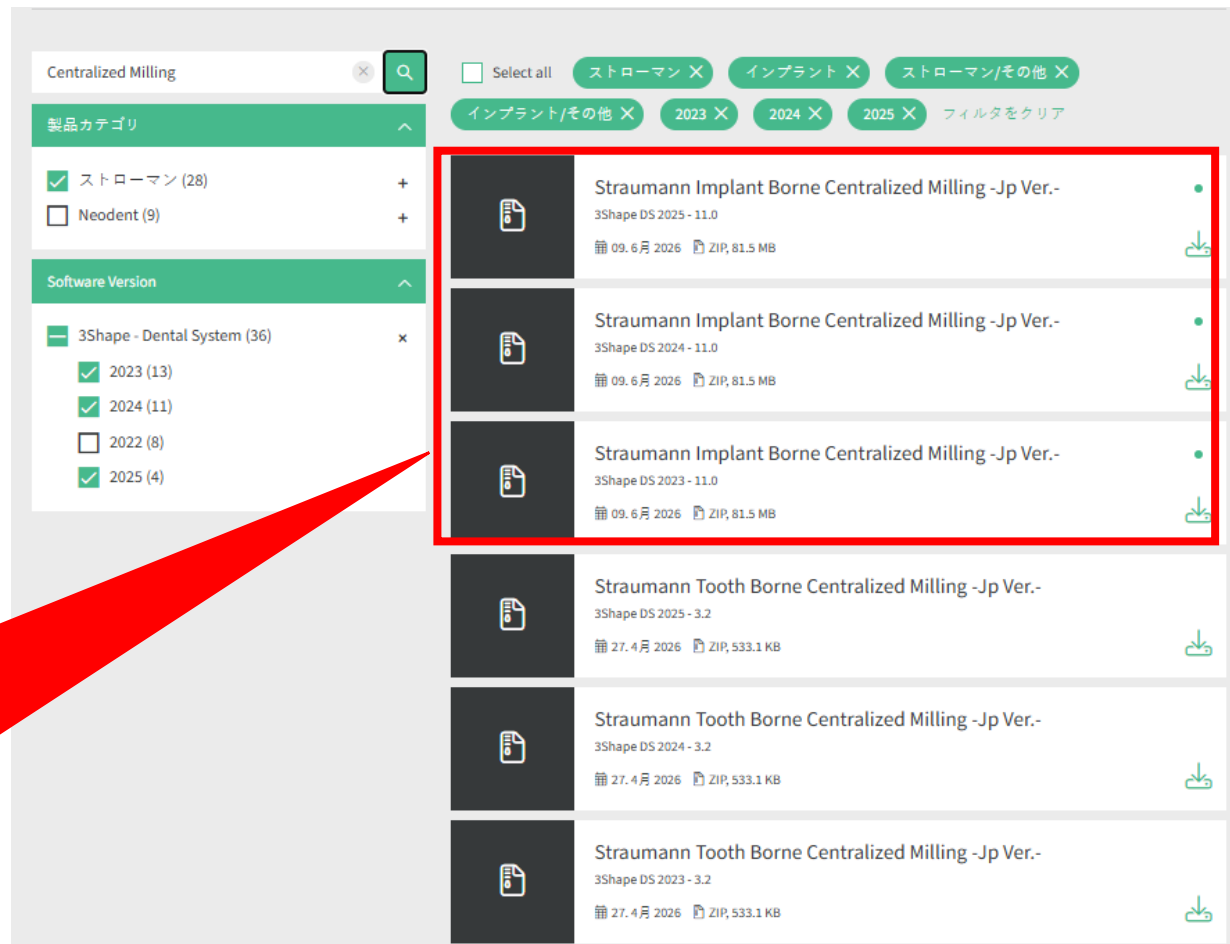 Centralized Milling
製品カテゴリ
ストローマン (28)
Neodent (9)
Software Version
3Shape - Dental System (36)
2023 (13)
2024 (11)
2022 (8)
2025 (4)
Select all ストローマン インプラント ストローマン/その他
インプラント/その他 2023 2024 2025 フィルタをクリア
Straumann Implant Borne Centralized Milling -Jp Ver.-
3Shape DS 2025 - 11.0
09. 6月 2026 ZIP, 81.5 MB
Straumann Implant Borne Centralized Milling -Jp Ver.-
3Shape DS 2024 - 11.0
09. 6月 2026 ZIP, 81.5 MB
Straumann Implant Borne Centralized Milling -Jp Ver.-
3Shape DS 2023 - 11.0
09. 6月 2026 ZIP, 81.5 MB
Straumann Tooth Borne Centralized Milling -Jp Ver.-
3Shape DS 2025 - 3.2
27. 4月 2026 ZIP, 533.1 KB
Straumann Tooth Borne Centralized Milling -Jp Ver.-
3Shape DS 2024 - 3.2
27. 4月 2026 ZIP, 533.1 KB
Straumann Tooth Borne Centralized Milling -Jp Ver.-
3Shape DS 2023 - 3.2
27. 4月 2026 ZIP, 533.1 KB